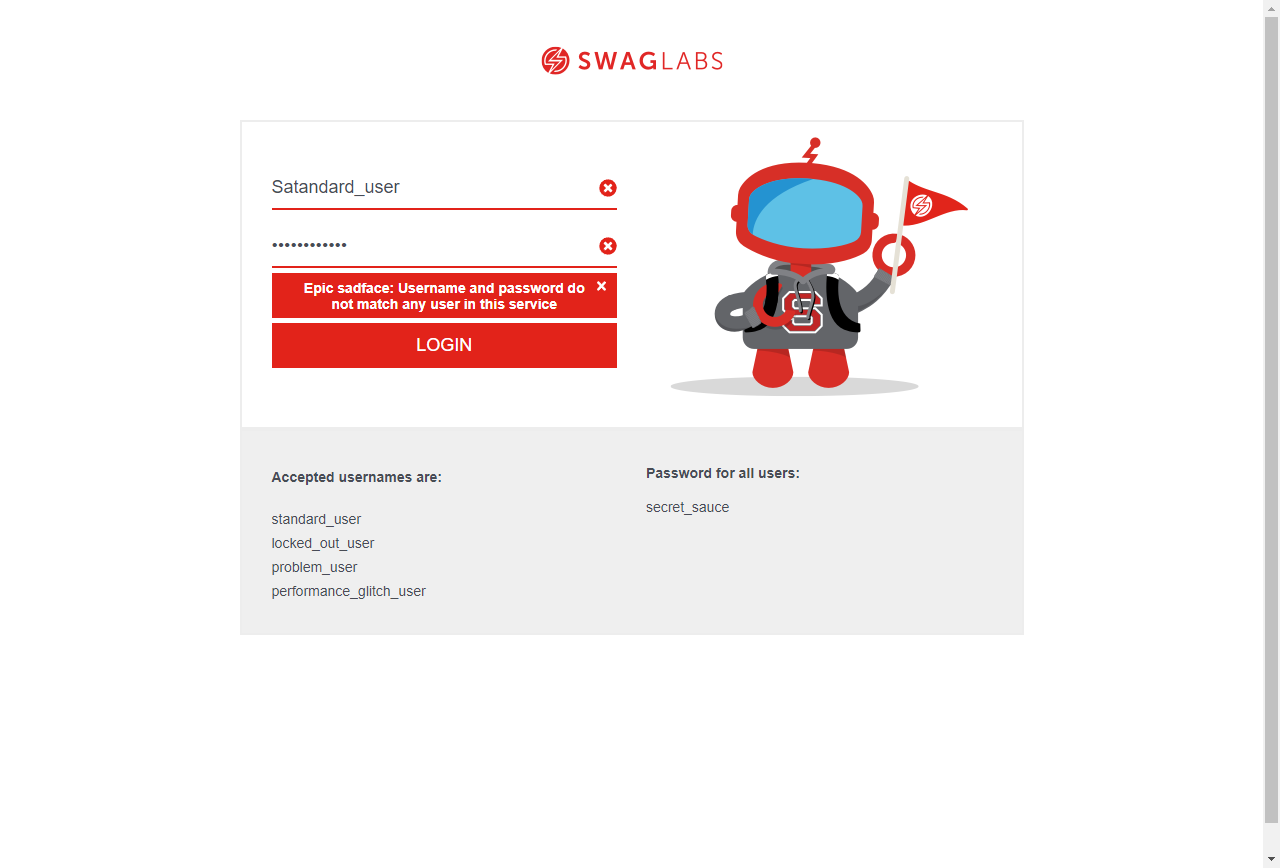 SWAGLABS
Satandard_user
••••••••••••
Epic sadface: Username and password do
not match any user in this service
LOGIN
S
Accepted usernames are:
standard_user
locked_out_user
problem_user
performance_glitch_user
Password for all users:
secret_sauce